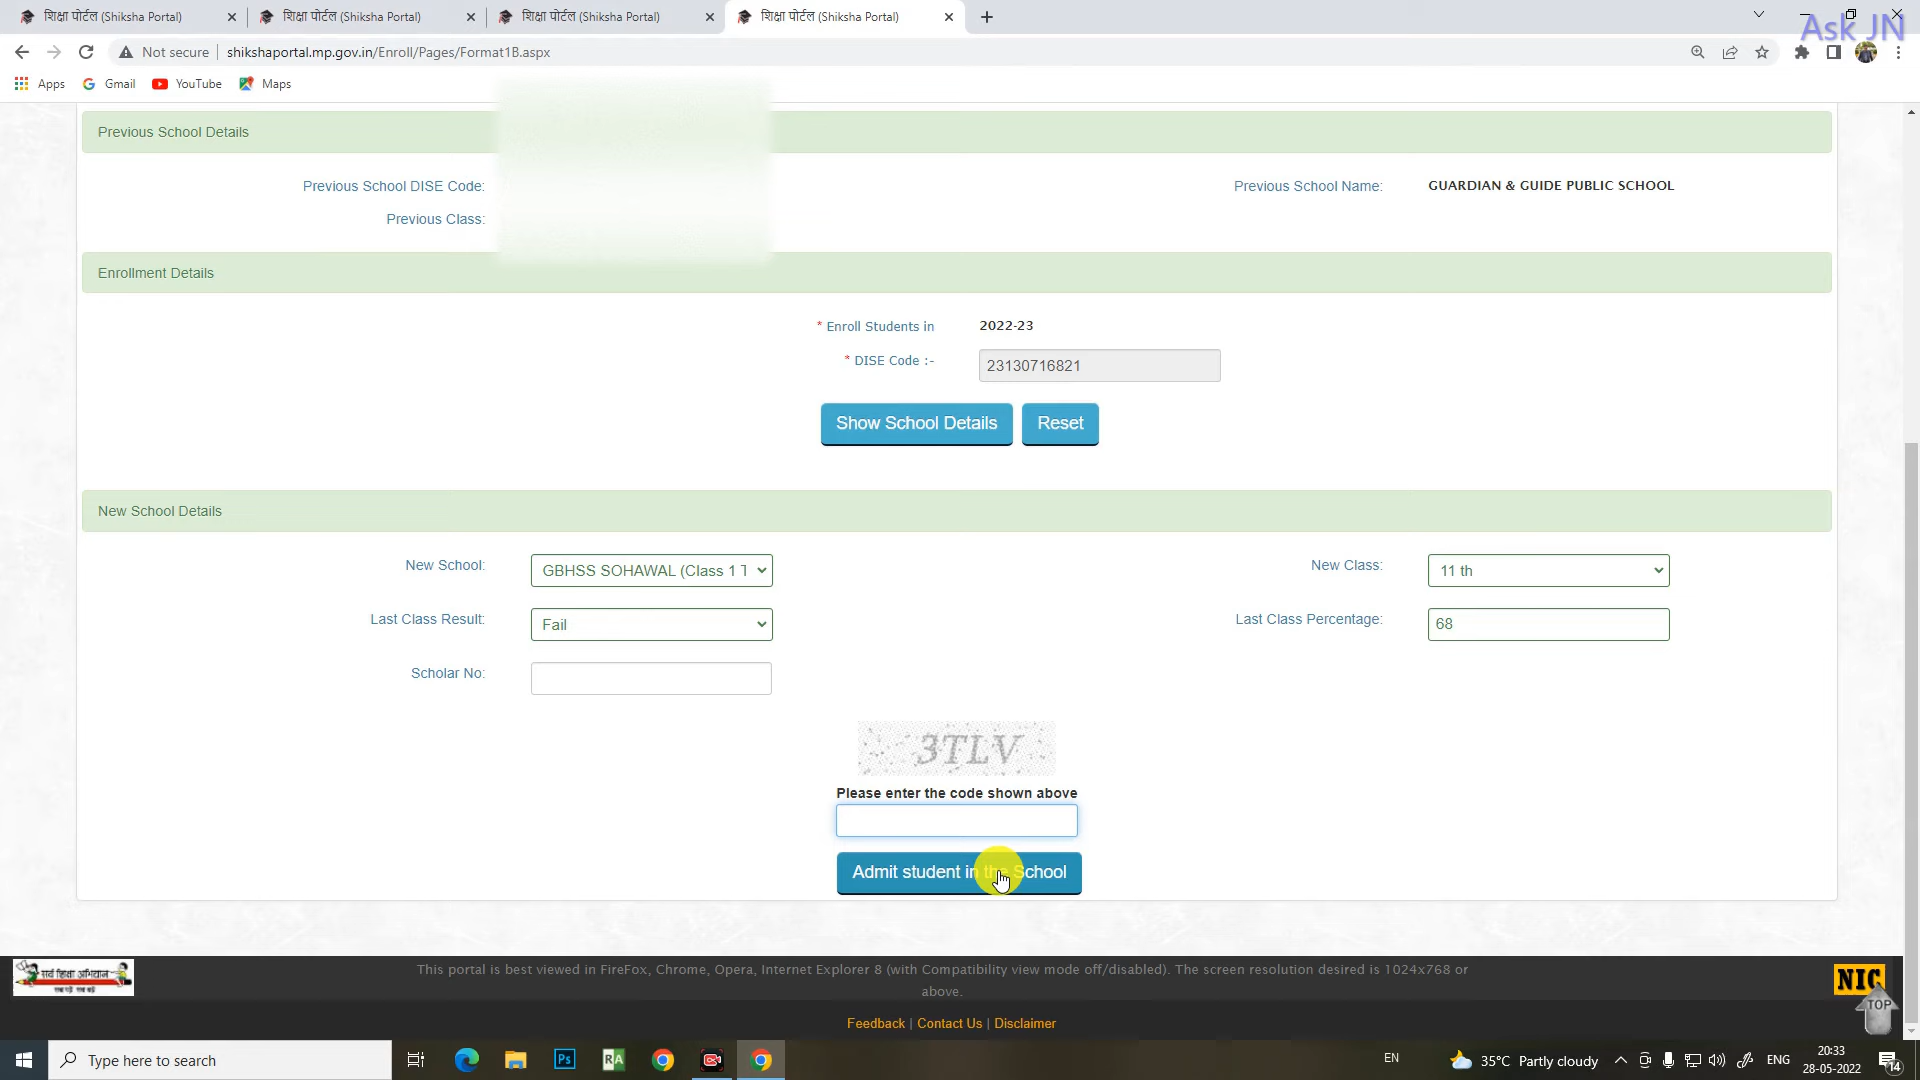 शिक्षा पोर्टल (Shiksha Portal) शिक्षा पोर्टल (Shiksha Portal) शिक्षा पोर्टल (Shiksha Portal) शिक्षा पोर्टल (Shiksha Portal)
Ask JN
Not secure shikshaportal.mp.gov.in/Enroll/Pages/Format1B.aspx
Apps Gmail YouTube Maps
Previous School Details
Previous School DISE Code: Previous School Name: GUARDIAN & GUIDE PUBLIC SCHOOL
Previous Class:
Enrollment Details
* Enroll Students in 2022-23
* DISE Code :- 23130716821
Show School Details Reset
New School Details
New School: GBHSS SOHAWAL (Class 1 T New Class: 11 th
Last Class Result: Fail Last Class Percentage: 68
Scholar No:
3TLV
Please enter the code shown above
Admit student in the School
सर्व शिक्षा अभियान
This portal is best viewed in FireFox, Chrome, Opera, Internet Explorer 8 (with Compatibility view mode off/disabled). The screen resolution desired is 1024x768 or
above.
NIC
TOP
Feedback | Contact Us | Disclaimer
Type here to search Ps RA EN 35°C Partly cloudy ENG 20:33
28-05-2022 14